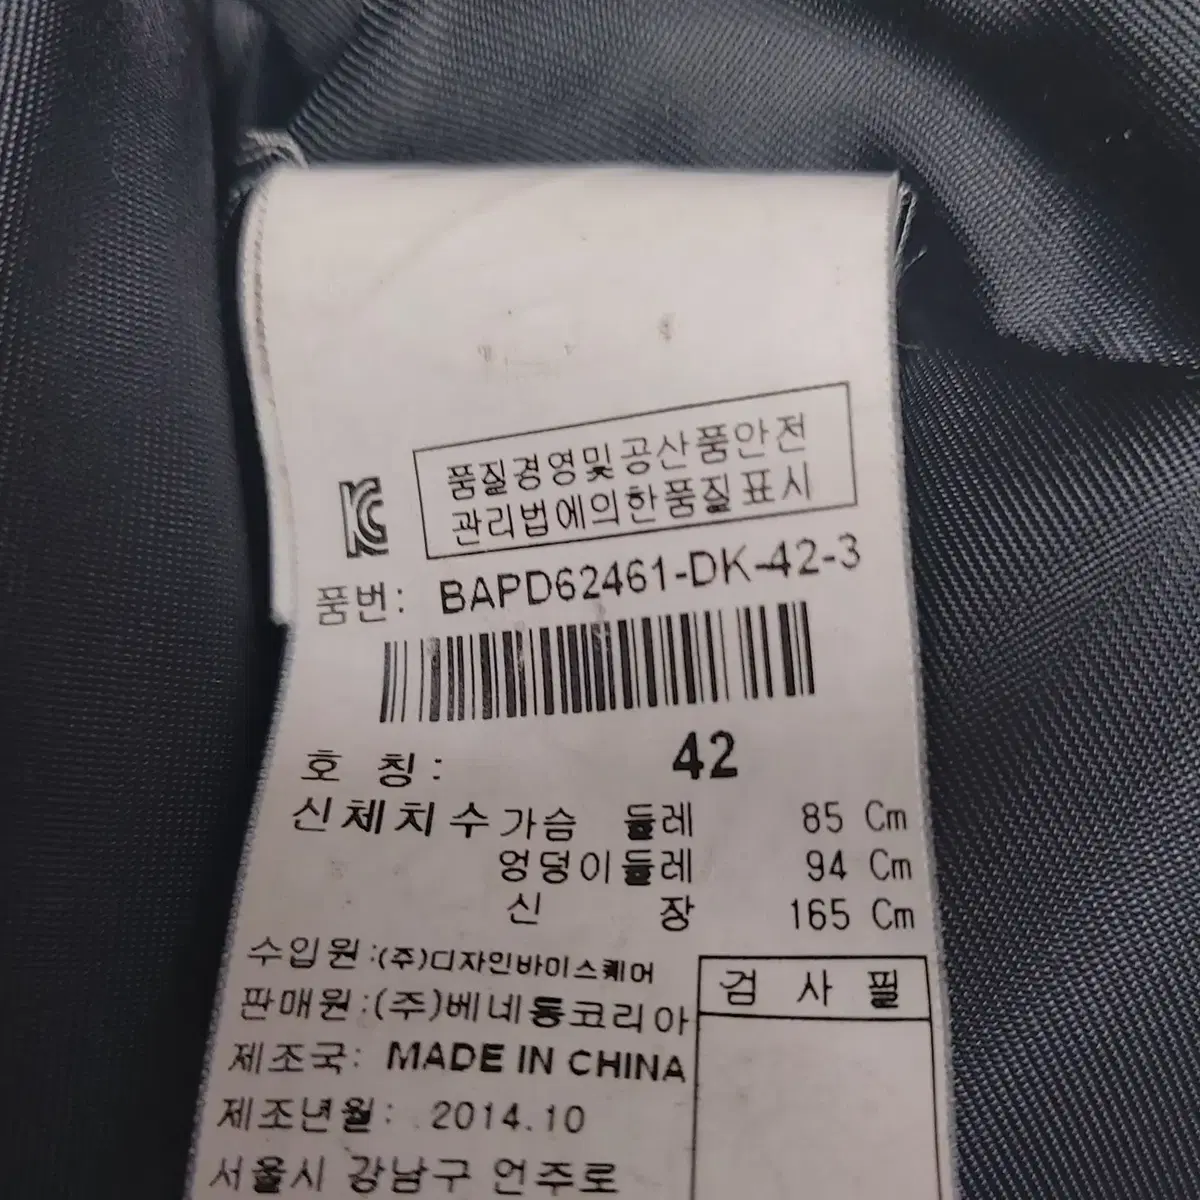 품질경영및공산품안전
관리법에의한품질표시
품번: BAPD62461-DK-42-3
호 칭: 42
신체치수 가슴 둘레 85 Cm
엉덩이둘레 94 Cm
신 장 165 Cm
수입원:(주)디자인바이스퀘어
판매원:(주)베네통코리아
제조국: MADE IN CHINA
제조년월: 2014.10
서울시 강남구 언주로
검 사 필